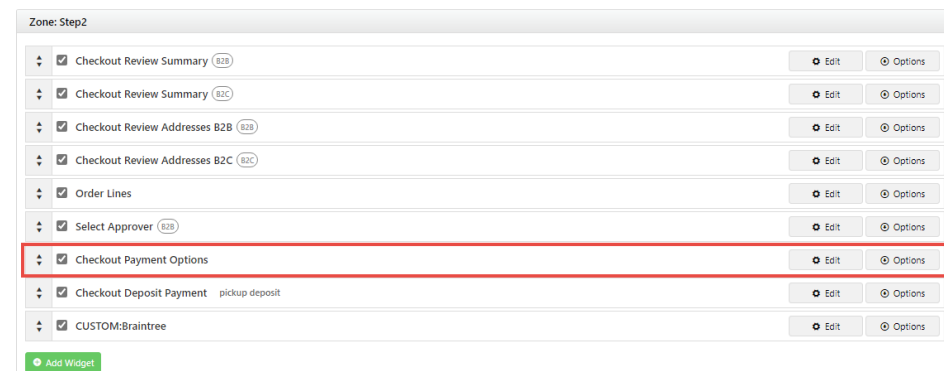 Zone: Step2
Checkout Review Summary B2B Edit Options
Checkout Review Summary B2C Edit Options
Checkout Review Addresses B2B B2B Edit Options
Checkout Review Addresses B2C B2C Edit Options
Order Lines Edit Options
Select Approver B2B Edit Options
Checkout Payment Options Edit Options
Checkout Deposit Payment pickup deposit Edit Options
CUSTOM:Braintree Edit Options
Add Widget